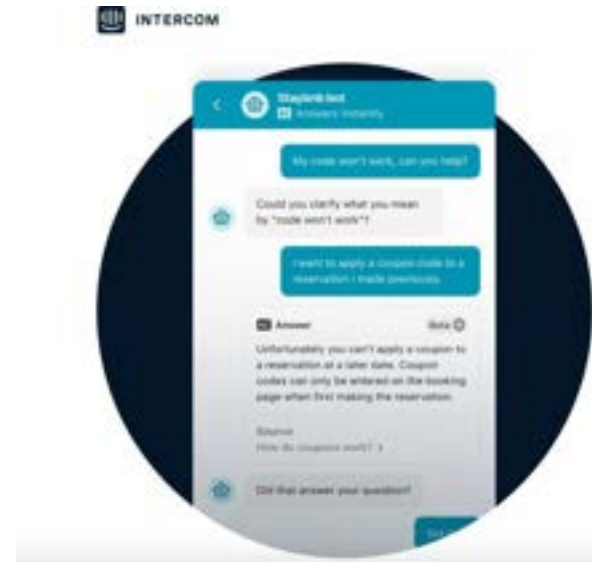 INTERCOM
Staylink bot
AI Answers instantly
My code won't work, can you help?
Could you clarify what you mean
by "code won't work"?
I want to apply a coupon code to a
reservation I made previously
AI Answer Beta
Unfortunately you can't apply a coupon to
a reservation at a later date. Coupon
codes can only be entered on the booking
page when first making the reservation.
Source
How do coupons work? >
Did that answer your question?